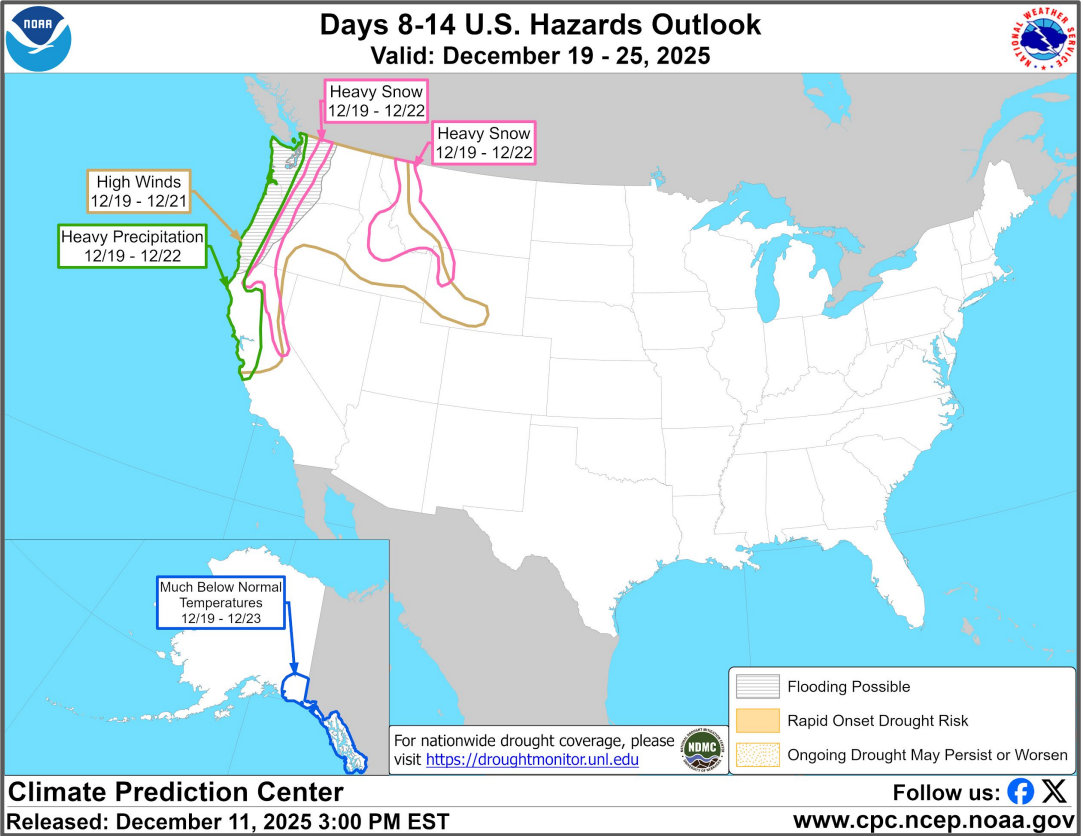 NOAA
Days 8-14 U.S. Hazards Outlook
Valid: December 19 - 25, 2025
NATIONAL WEATHER SERVICE
Heavy Snow
12/19 - 12/22
Heavy Snow
12/19 - 12/22
High Winds
12/19 - 12/21
Heavy Precipitation
12/19 - 12/22
Much Below Normal
Temperatures
12/19 - 12/23
Flooding Possible
Rapid Onset Drought Risk
Ongoing Drought May Persist or Worsen
For nationwide drought coverage, please
visit https://droughtmonitor.unl.edu
NDMC
Climate Prediction Center
Follow us:
Released: December 11, 2025 3:00 PM EST
www.cpc.ncep.noaa.gov